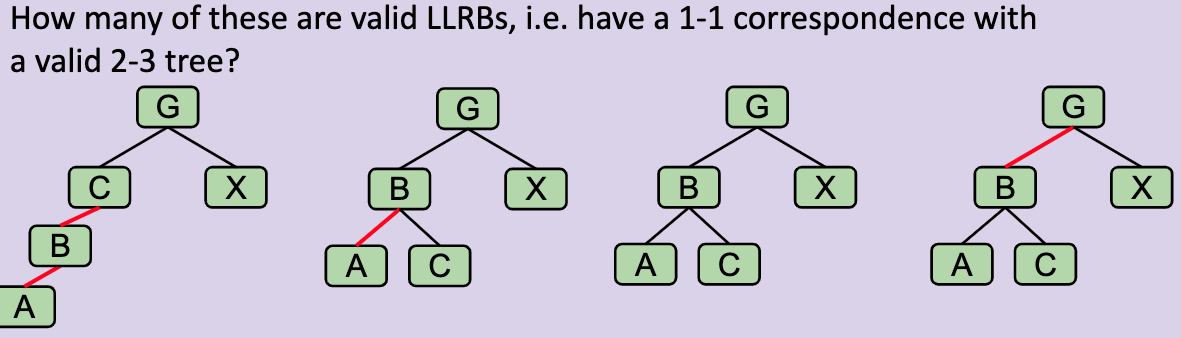 How many of these are valid LLRBs, i.e. have a 1-1 correspondence with
a valid 2-3 tree?
G
C X
B
A
G
B X
A C
G
B X
A C
G
B X
A C